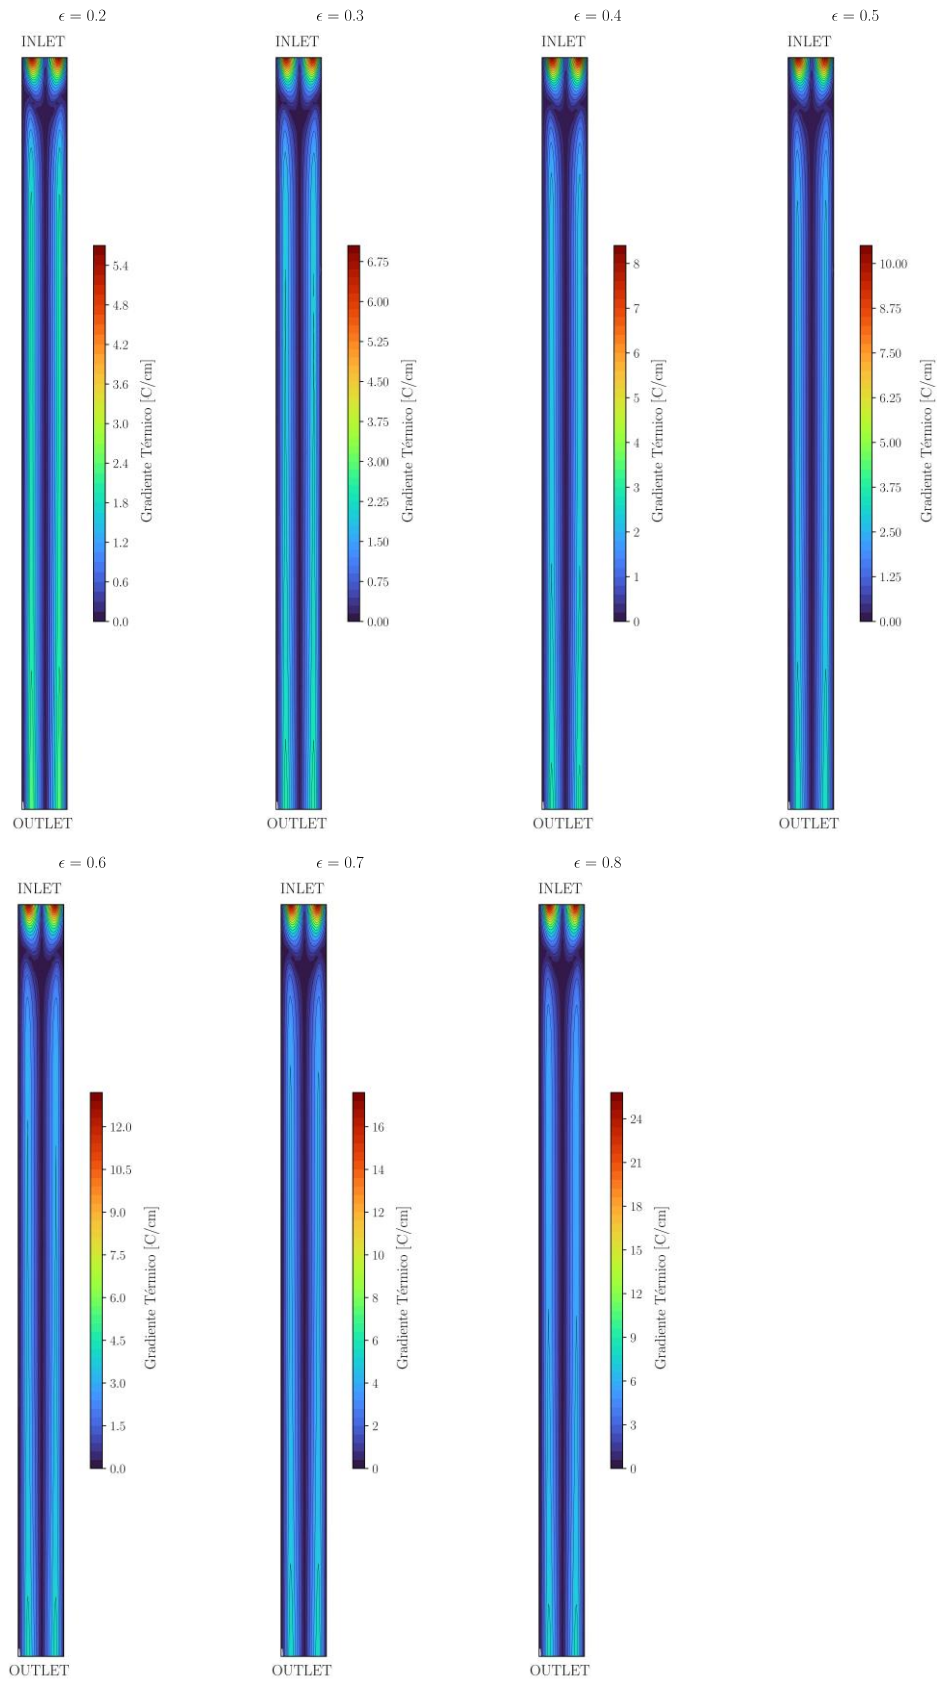 ϵ = 0.2
INLET
5.4
4.8
4.2
3.6
3.0
2.4
1.8
1.2
0.6
0.0
Gradiente Térmico [C/cm]
OUTLET
ϵ = 0.3
INLET
6.75
6.00
5.25
4.50
3.75
3.00
2.25
1.50
0.75
0.00
Gradiente Térmico [C/cm]
OUTLET
ϵ = 0.4
INLET
8
7
6
5
4
3
2
1
0
Gradiente Térmico [C/cm]
OUTLET
ϵ = 0.5
INLET
10.00
8.75
7.50
6.25
5.00
3.75
2.50
1.25
0.00
Gradiente Térmico [C/cm]
OUTLET
ϵ = 0.6
INLET
12.0
10.5
9.0
7.5
6.0
4.5
3.0
1.5
0.0
Gradiente Térmico [C/cm]
OUTLET
ϵ = 0.7
INLET
16
14
12
10
8
6
4
2
0
Gradiente Térmico [C/cm]
OUTLET
ϵ = 0.8
INLET
24
21
18
15
12
9
6
3
0
Gradiente Térmico [C/cm]
OUTLET